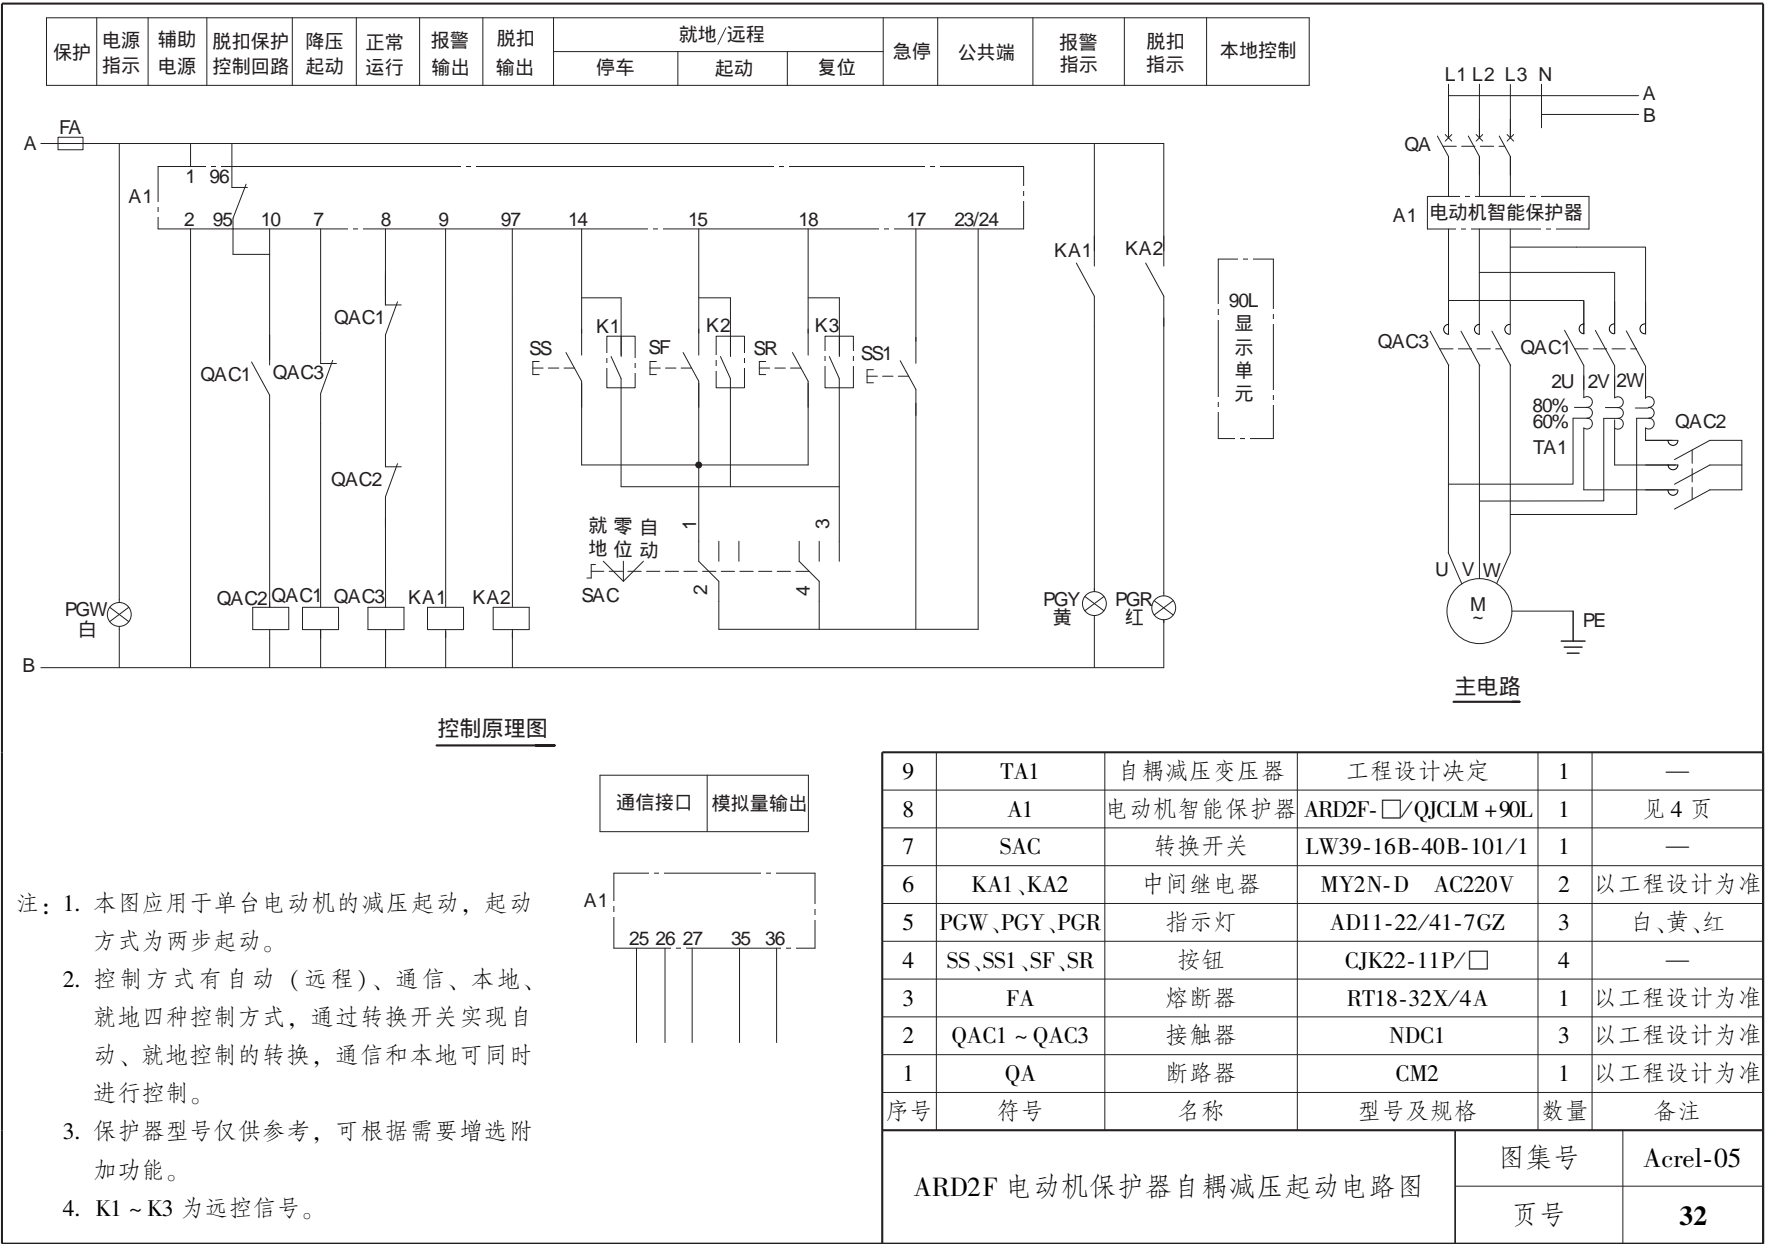 保护 电源指示 辅助电源 脱扣保护控制回路 降压起动 正常运行 报警输出 脱扣输出 就地/远程 急停 公共端 报警指示 脱扣指示 本地控制
停车 起动 复位
A FA
A1 1 96
2 95 10 7 8 9 97 14 15 18 17 23/24
KA1 KA2
QAC1 K1 K2 K3
SS SF SR SS1
QAC1 QAC3
QAC2
90L显示单元
就地 零位 自动
1 3
2 4
SAC
PGW 白
QAC2 QAC1 QAC3 KA1 KA2
PGY 黄
PGR 红
B
控制原理图
L1 L2 L3 N
A
B
QA
A1 电动机智能保护器
QAC3 QAC1
2U 2V 2W
80%
60%
TA1
QAC2
U V W
M
~
PE
主电路
通信接口 模拟量输出
A1
25 26 27 35 36
注：1. 本图应用于单台电动机的减压起动，起动
方式为两步起动。
2. 控制方式有自动（远程）、通信、本地、
就地四种控制方式，通过转换开关实现自
动、就地控制的转换，通信和本地可同时
进行控制。
3. 保护器型号仅供参考，可根据需要增选附
加功能。
4. K1～K3 为远控信号。
9 TA1 自耦减压变压器 工程设计决定 1 —
8 A1 电动机智能保护器 ARD2F-□/QJCLM+90L 1 见 4 页
7 SAC 转换开关 LW39-16B-40B-101/1 1 —
6 KA1、KA2 中间继电器 MY2N-D AC220V 2 以工程设计为准
5 PGW、PGY、PGR 指示灯 AD11-22/41-7GZ 3 白、黄、红
4 SS、SS1、SF、SR 按钮 CJK22-11P/□ 4 —
3 FA 熔断器 RT18-32X/4A 1 以工程设计为准
2 QAC1～QAC3 接触器 NDC1 3 以工程设计为准
1 QA 断路器 CM2 1 以工程设计为准
序号 符号 名称 型号及规格 数量 备注
ARD2F 电动机保护器自耦减压起动电路图
图集号 Acrel-05
页号 32